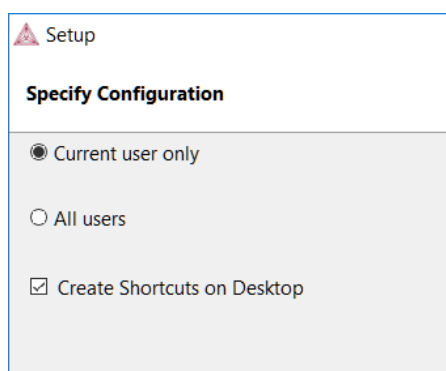 Setup
Specify Configuration
Current user only
All users
Create Shortcuts on Desktop